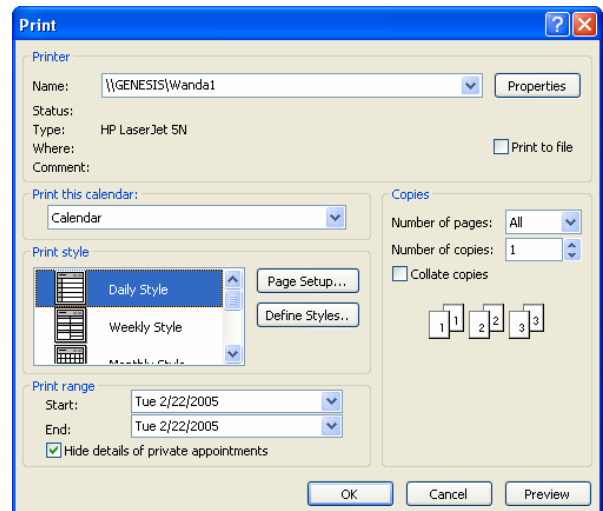 Print
Printer
Name: \\GENESIS\Wanda1 Properties
Status:
Type: HP LaserJet 5N
Where: Print to file
Comment:
Print this calendar:
Calendar
Print style
Daily Style
Weekly Style
Monthly Style
Page Setup...
Define Styles..
Print range
Start: Tue 2/22/2005
End: Tue 2/22/2005
Hide details of private appointments
Copies
Number of pages: All
Number of copies: 1
Collate copies
1 1 2 2 3 3
OK Cancel Preview